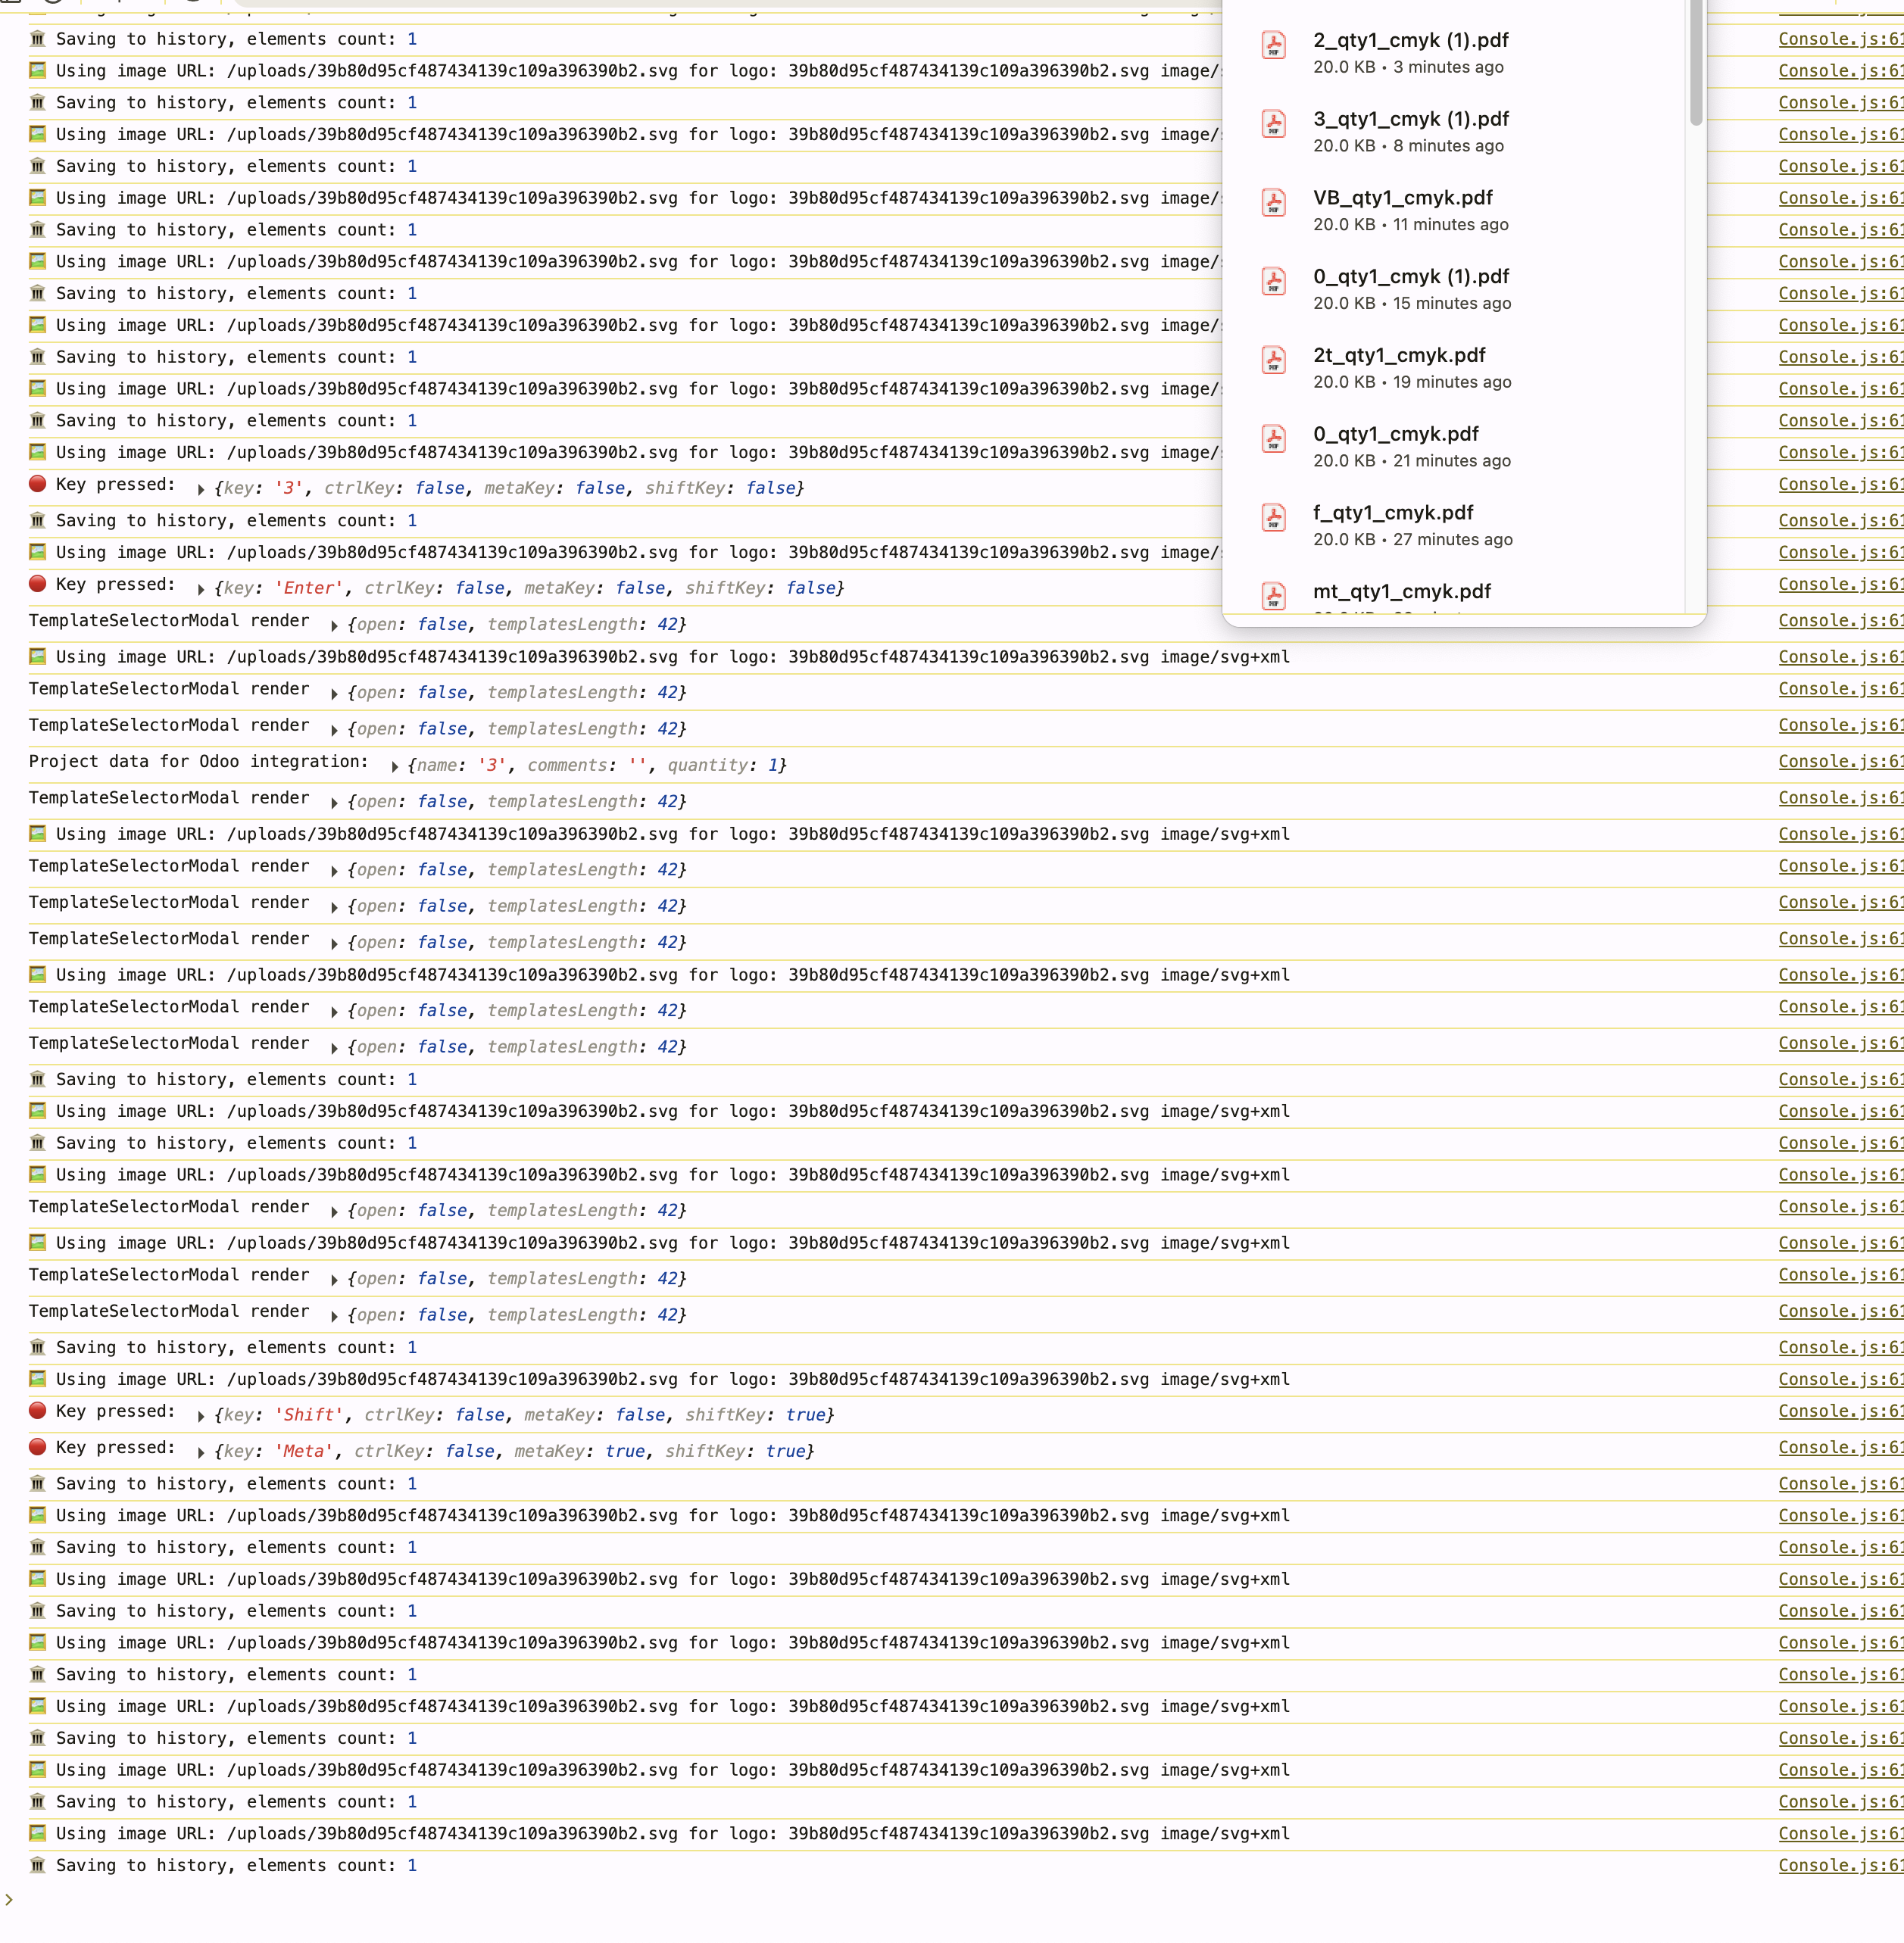 🏛️ Saving to history, elements count: 1 Console.js:61
🖼️ Using image URL: /uploads/39b80d95cf487434139c109a396390b2.svg for logo: 39b80d95cf487434139c109a396390b2.svg image/s Console.js:61
🏛️ Saving to history, elements count: 1 Console.js:61
🖼️ Using image URL: /uploads/39b80d95cf487434139c109a396390b2.svg for logo: 39b80d95cf487434139c109a396390b2.svg image/s Console.js:61
🏛️ Saving to history, elements count: 1 Console.js:61
🖼️ Using image URL: /uploads/39b80d95cf487434139c109a396390b2.svg for logo: 39b80d95cf487434139c109a396390b2.svg image/s Console.js:61
🏛️ Saving to history, elements count: 1 Console.js:61
🖼️ Using image URL: /uploads/39b80d95cf487434139c109a396390b2.svg for logo: 39b80d95cf487434139c109a396390b2.svg image/s Console.js:61
🏛️ Saving to history, elements count: 1 Console.js:61
🖼️ Using image URL: /uploads/39b80d95cf487434139c109a396390b2.svg for logo: 39b80d95cf487434139c109a396390b2.svg image/s Console.js:61
🏛️ Saving to history, elements count: 1 Console.js:61
🖼️ Using image URL: /uploads/39b80d95cf487434139c109a396390b2.svg for logo: 39b80d95cf487434139c109a396390b2.svg image/s Console.js:61
🏛️ Saving to history, elements count: 1 Console.js:61
🖼️ Using image URL: /uploads/39b80d95cf487434139c109a396390b2.svg for logo: 39b80d95cf487434139c109a396390b2.svg image/s Console.js:61
🔴 Key pressed: ▶ {key: '3', ctrlKey: false, metaKey: false, shiftKey: false} Console.js:61
🏛️ Saving to history, elements count: 1 Console.js:61
🖼️ Using image URL: /uploads/39b80d95cf487434139c109a396390b2.svg for logo: 39b80d95cf487434139c109a396390b2.svg image/s Console.js:61
🔴 Key pressed: ▶ {key: 'Enter', ctrlKey: false, metaKey: false, shiftKey: false} Console.js:61
2_qty1_cmyk (1).pdf
20.0 KB • 3 minutes ago
3_qty1_cmyk (1).pdf
20.0 KB • 8 minutes ago
VB_qty1_cmyk.pdf
20.0 KB • 11 minutes ago
0_qty1_cmyk (1).pdf
20.0 KB • 15 minutes ago
2t_qty1_cmyk.pdf
20.0 KB • 19 minutes ago
0_qty1_cmyk.pdf
20.0 KB • 21 minutes ago
f_qty1_cmyk.pdf
20.0 KB • 27 minutes ago
mt_qty1_cmyk.pdf
TemplateSelectorModal render ▶ {open: false, templatesLength: 42} Console.js:61
🖼️ Using image URL: /uploads/39b80d95cf487434139c109a396390b2.svg for logo: 39b80d95cf487434139c109a396390b2.svg image/svg+xml Console.js:61
TemplateSelectorModal render ▶ {open: false, templatesLength: 42} Console.js:61
TemplateSelectorModal render ▶ {open: false, templatesLength: 42} Console.js:61
Project data for Odoo integration: ▶ {name: '3', comments: '', quantity: 1} Console.js:61
TemplateSelectorModal render ▶ {open: false, templatesLength: 42} Console.js:61
🖼️ Using image URL: /uploads/39b80d95cf487434139c109a396390b2.svg for logo: 39b80d95cf487434139c109a396390b2.svg image/svg+xml Console.js:61
TemplateSelectorModal render ▶ {open: false, templatesLength: 42} Console.js:61
TemplateSelectorModal render ▶ {open: false, templatesLength: 42} Console.js:61
TemplateSelectorModal render ▶ {open: false, templatesLength: 42} Console.js:61
🖼️ Using image URL: /uploads/39b80d95cf487434139c109a396390b2.svg for logo: 39b80d95cf487434139c109a396390b2.svg image/svg+xml Console.js:61
TemplateSelectorModal render ▶ {open: false, templatesLength: 42} Console.js:61
TemplateSelectorModal render ▶ {open: false, templatesLength: 42} Console.js:61
🏛️ Saving to history, elements count: 1 Console.js:61
🖼️ Using image URL: /uploads/39b80d95cf487434139c109a396390b2.svg for logo: 39b80d95cf487434139c109a396390b2.svg image/svg+xml Console.js:61
🏛️ Saving to history, elements count: 1 Console.js:61
🖼️ Using image URL: /uploads/39b80d95cf487434139c109a396390b2.svg for logo: 39b80d95cf487434139c109a396390b2.svg image/svg+xml Console.js:61
TemplateSelectorModal render ▶ {open: false, templatesLength: 42} Console.js:61
🖼️ Using image URL: /uploads/39b80d95cf487434139c109a396390b2.svg for logo: 39b80d95cf487434139c109a396390b2.svg image/svg+xml Console.js:61
TemplateSelectorModal render ▶ {open: false, templatesLength: 42} Console.js:61
TemplateSelectorModal render ▶ {open: false, templatesLength: 42} Console.js:61
🏛️ Saving to history, elements count: 1 Console.js:61
🖼️ Using image URL: /uploads/39b80d95cf487434139c109a396390b2.svg for logo: 39b80d95cf487434139c109a396390b2.svg image/svg+xml Console.js:61
🔴 Key pressed: ▶ {key: 'Shift', ctrlKey: false, metaKey: false, shiftKey: true} Console.js:61
🔴 Key pressed: ▶ {key: 'Meta', ctrlKey: false, metaKey: true, shiftKey: true} Console.js:61
🏛️ Saving to history, elements count: 1 Console.js:61
🖼️ Using image URL: /uploads/39b80d95cf487434139c109a396390b2.svg for logo: 39b80d95cf487434139c109a396390b2.svg image/svg+xml Console.js:61
🏛️ Saving to history, elements count: 1 Console.js:61
🖼️ Using image URL: /uploads/39b80d95cf487434139c109a396390b2.svg for logo: 39b80d95cf487434139c109a396390b2.svg image/svg+xml Console.js:61
🏛️ Saving to history, elements count: 1 Console.js:61
🖼️ Using image URL: /uploads/39b80d95cf487434139c109a396390b2.svg for logo: 39b80d95cf487434139c109a396390b2.svg image/svg+xml Console.js:61
🏛️ Saving to history, elements count: 1 Console.js:61
🖼️ Using image URL: /uploads/39b80d95cf487434139c109a396390b2.svg for logo: 39b80d95cf487434139c109a396390b2.svg image/svg+xml Console.js:61
🏛️ Saving to history, elements count: 1 Console.js:61
🖼️ Using image URL: /uploads/39b80d95cf487434139c109a396390b2.svg for logo: 39b80d95cf487434139c109a396390b2.svg image/svg+xml Console.js:61
🏛️ Saving to history, elements count: 1 Console.js:61
🖼️ Using image URL: /uploads/39b80d95cf487434139c109a396390b2.svg for logo: 39b80d95cf487434139c109a396390b2.svg image/svg+xml Console.js:61
🏛️ Saving to history, elements count: 1 Console.js:61